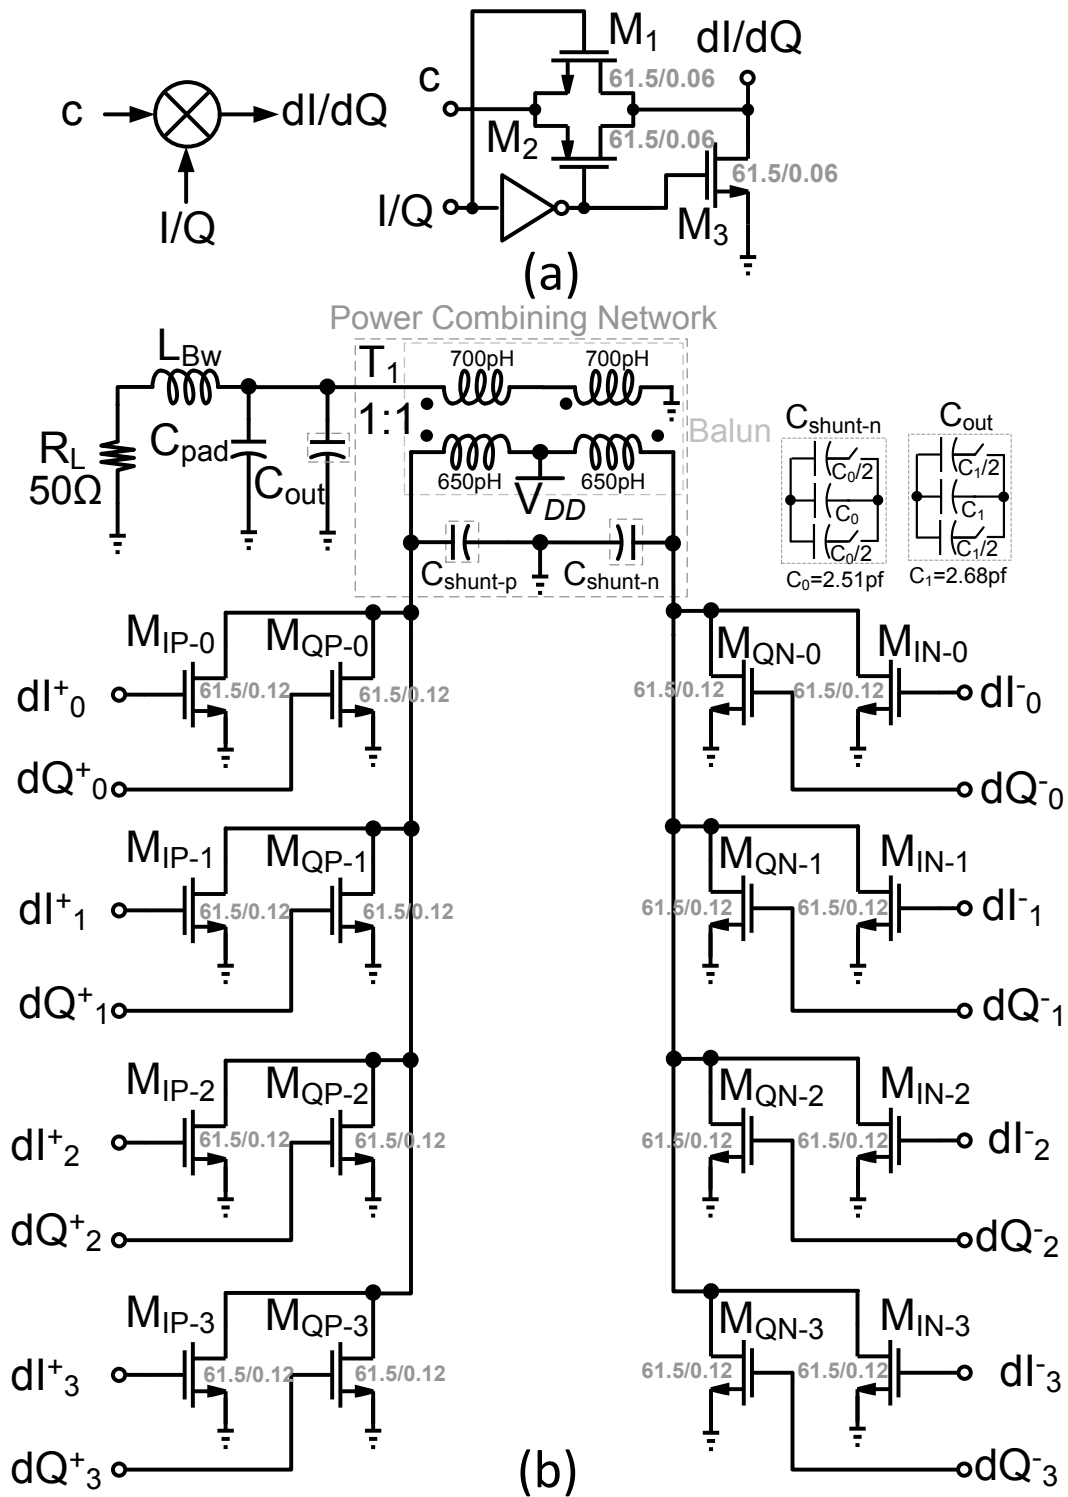 M1
dI/dQ
61.5/0.06
c
c
dI/dQ
M2
61.5/0.06
61.5/0.06
I/Q
I/Q
M3
(a)
Power Combining Network
LBw
T1
700pH
700pH
1:1
Balun
Cshunt-n
Cout
RL
50Ω
Cpad
Cout
650pH
650pH
VDD
C0/2
C0
C0/2
C1/2
C1
C1/2
Cshunt-p
Cshunt-n
C0=2.51pf
C1=2.68pf
MIP-0
MQP-0
MQN-0
MIN-0
dI+0
61.5/0.12
61.5/0.12
61.5/0.12
61.5/0.12
dI-0
dQ+0
dQ-0
MIP-1
MQP-1
MQN-1
MIN-1
dI+1
61.5/0.12
61.5/0.12
61.5/0.12
61.5/0.12
dI-1
dQ+1
dQ-1
MIP-2
MQP-2
MQN-2
MIN-2
dI+2
61.5/0.12
61.5/0.12
61.5/0.12
61.5/0.12
dI-2
dQ+2
dQ-2
MIP-3
MQP-3
MQN-3
MIN-3
dI+3
61.5/0.12
61.5/0.12
61.5/0.12
61.5/0.12
dI-3
dQ+3
(b)
dQ-3